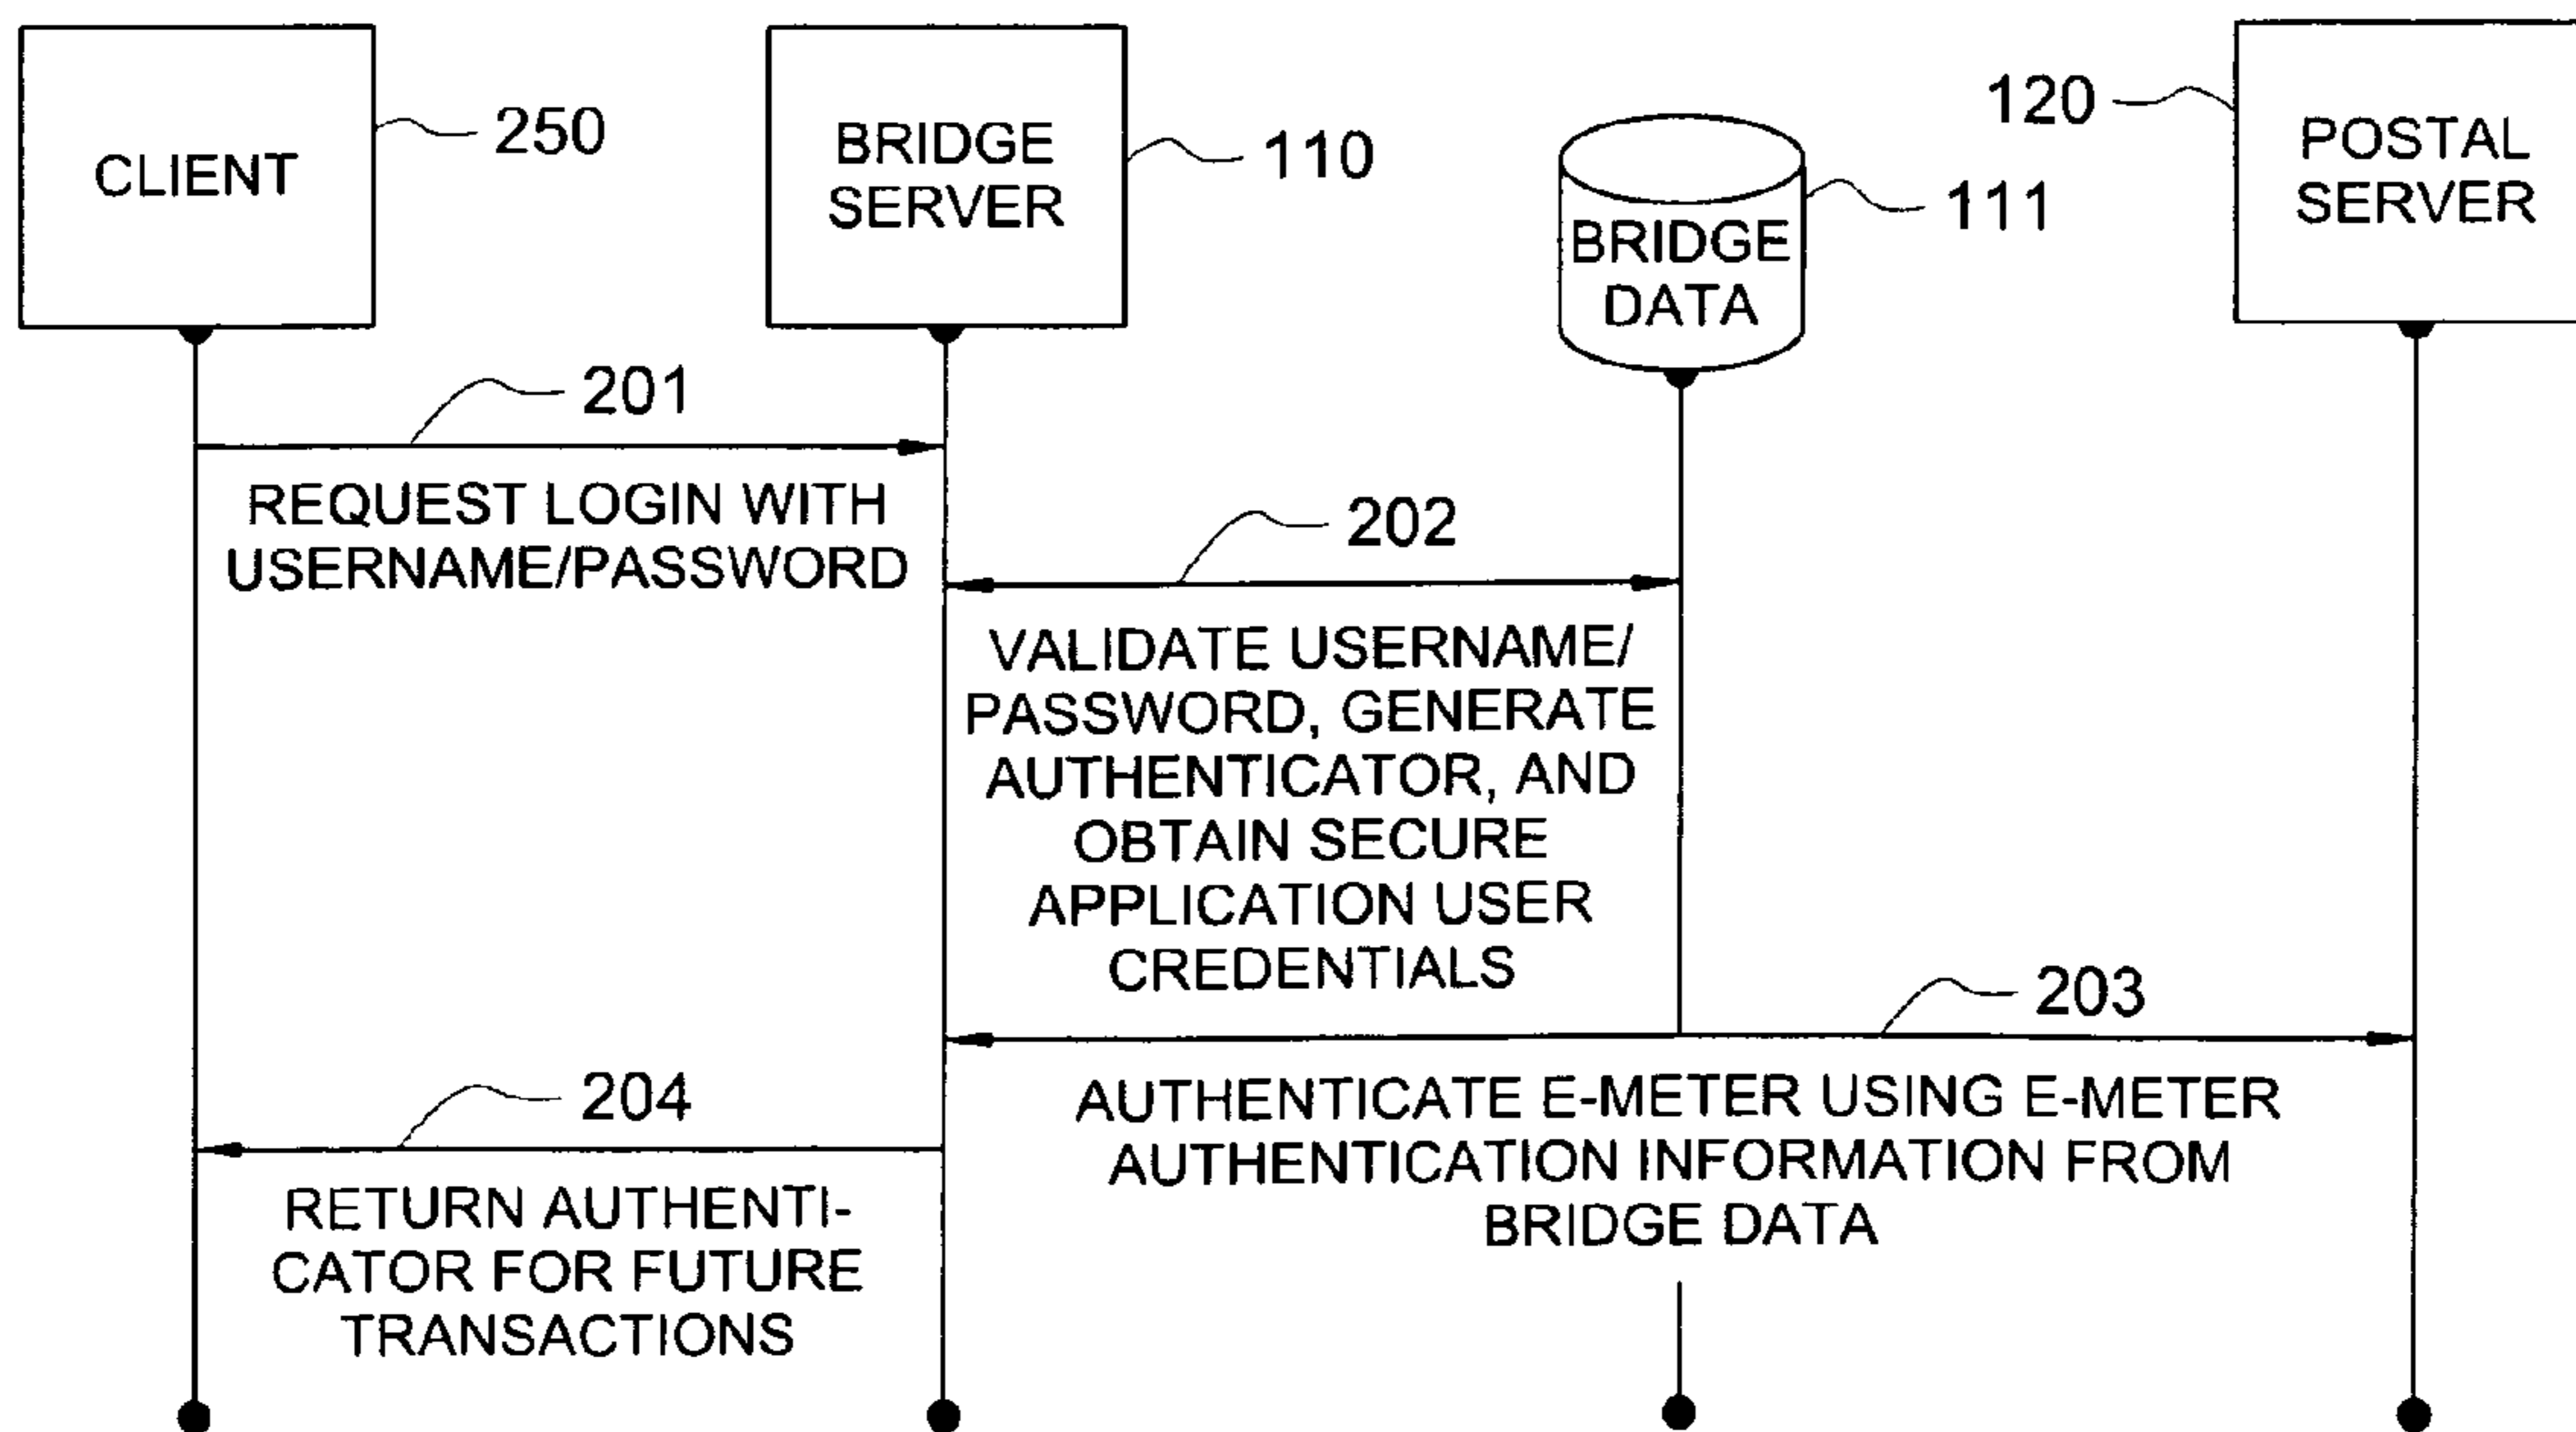 CLIENT
250
BRIDGE
SERVER
110
BRIDGE
DATA
111
120
POSTAL
SERVER
201
REQUEST LOGIN WITH
USERNAME/PASSWORD
202
VALIDATE USERNAME/
PASSWORD, GENERATE
AUTHENTICATOR, AND
OBTAIN SECURE
APPLICATION USER
CREDENTIALS
203
AUTHENTICATE E-METER USING E-METER
AUTHENTICATION INFORMATION FROM
BRIDGE DATA
204
RETURN AUTHENTI-
CATOR FOR FUTURE
TRANSACTIONS